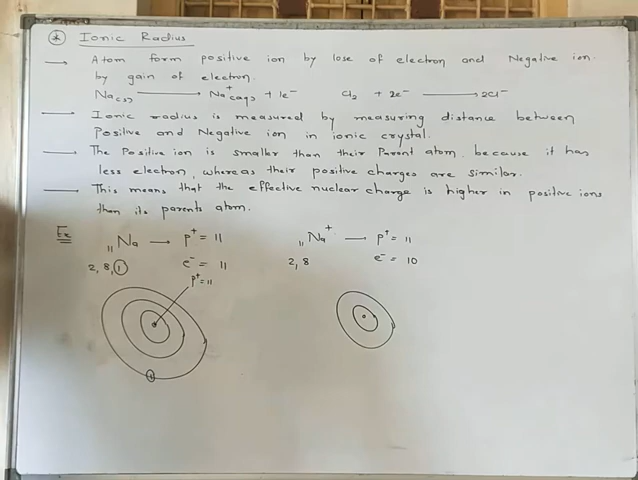 * Ionic Radius
→ Atom form positive ion by lose of electron and Negative ion
by gain of electron.
Na(s) → Na+(aq) + 1e- Cl2 + 2e- → 2Cl-
→ Ionic radius is measured by measuring distance between
Positive and Negative ion in ionic crystal.
→ The Positive ion is smaller than their Parent atom. because it has
less electron, whereas their positive charges are similar.
→ This means that the effective nuclear charge is higher in positive ions
than its parents atom.
Ex 11Na → p+ = 11 11Na+ → p+ = 11
2, 8, 1 e- = 11 2, 8 e- = 10
p+ = 11